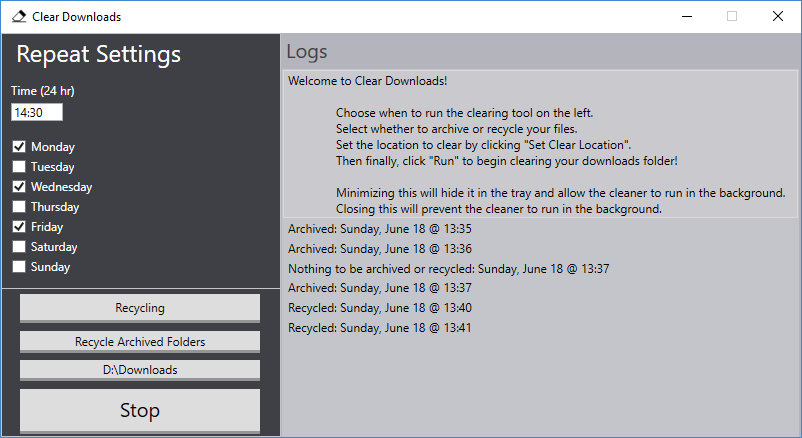 Clear Downloads
Repeat Settings
Time (24 hr)
14:30
Monday
Tuesday
Wednesday
Thursday
Friday
Saturday
Sunday
Recycling
Recycle Archived Folders
D:\Downloads
Stop
Logs
Welcome to Clear Downloads!
Choose when to run the clearing tool on the left.
Select whether to archive or recycle your files.
Set the location to clear by clicking "Set Clear Location".
Then finally, click "Run" to begin clearing your downloads folder!
Minimizing this will hide it in the tray and allow the cleaner to run in the background.
Closing this will prevent the cleaner to run in the background.
Archived: Sunday, June 18 @ 13:35
Archived: Sunday, June 18 @ 13:36
Nothing to be archived or recycled: Sunday, June 18 @ 13:37
Archived: Sunday, June 18 @ 13:37
Recycled: Sunday, June 18 @ 13:40
Recycled: Sunday, June 18 @ 13:41